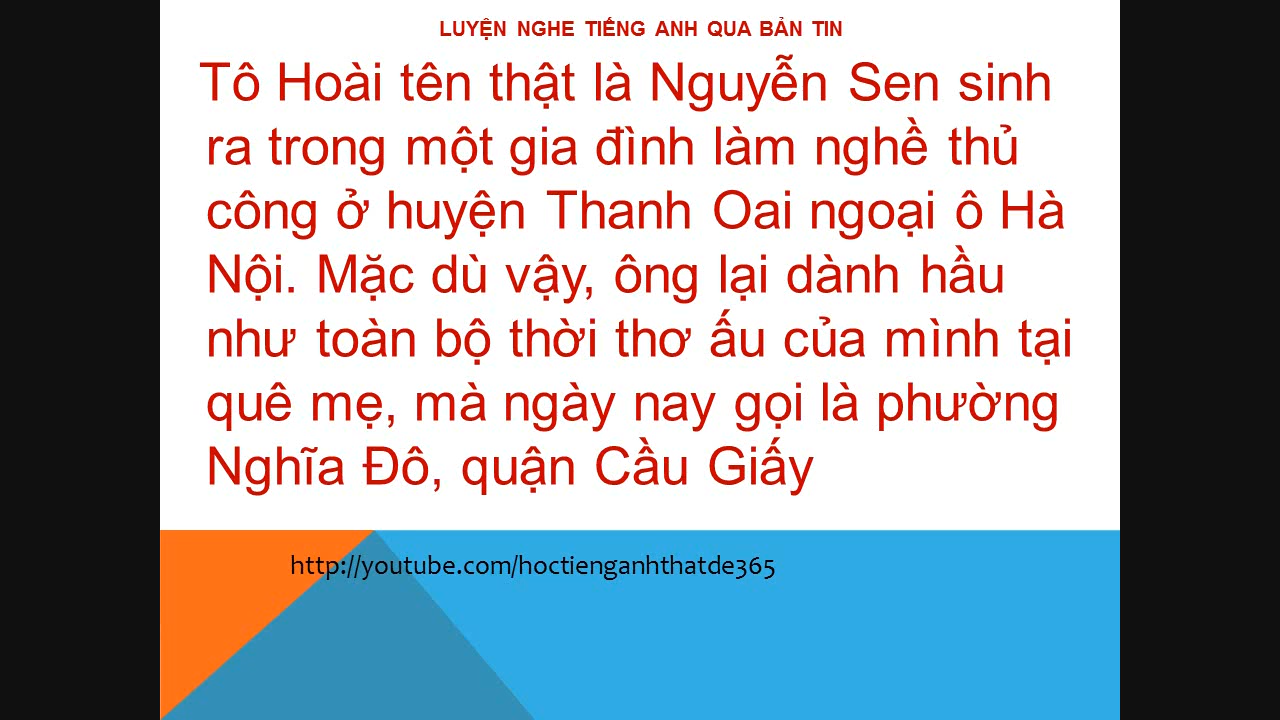 LUYỆN NGHE TIẾNG ANH QUA BẢN TIN
Tô Hoài tên thật là Nguyễn Sen sinh
ra trong một gia đình làm nghề thủ
công ở huyện Thanh Oai ngoại ô Hà
Nội. Mặc dù vậy, ông lại dành hầu
như toàn bộ thời thơ ấu của mình tại
quê mẹ, mà ngày nay gọi là phường
Nghĩa Đô, quận Cầu Giấy
http://youtube.com/hoctienganhthatde365